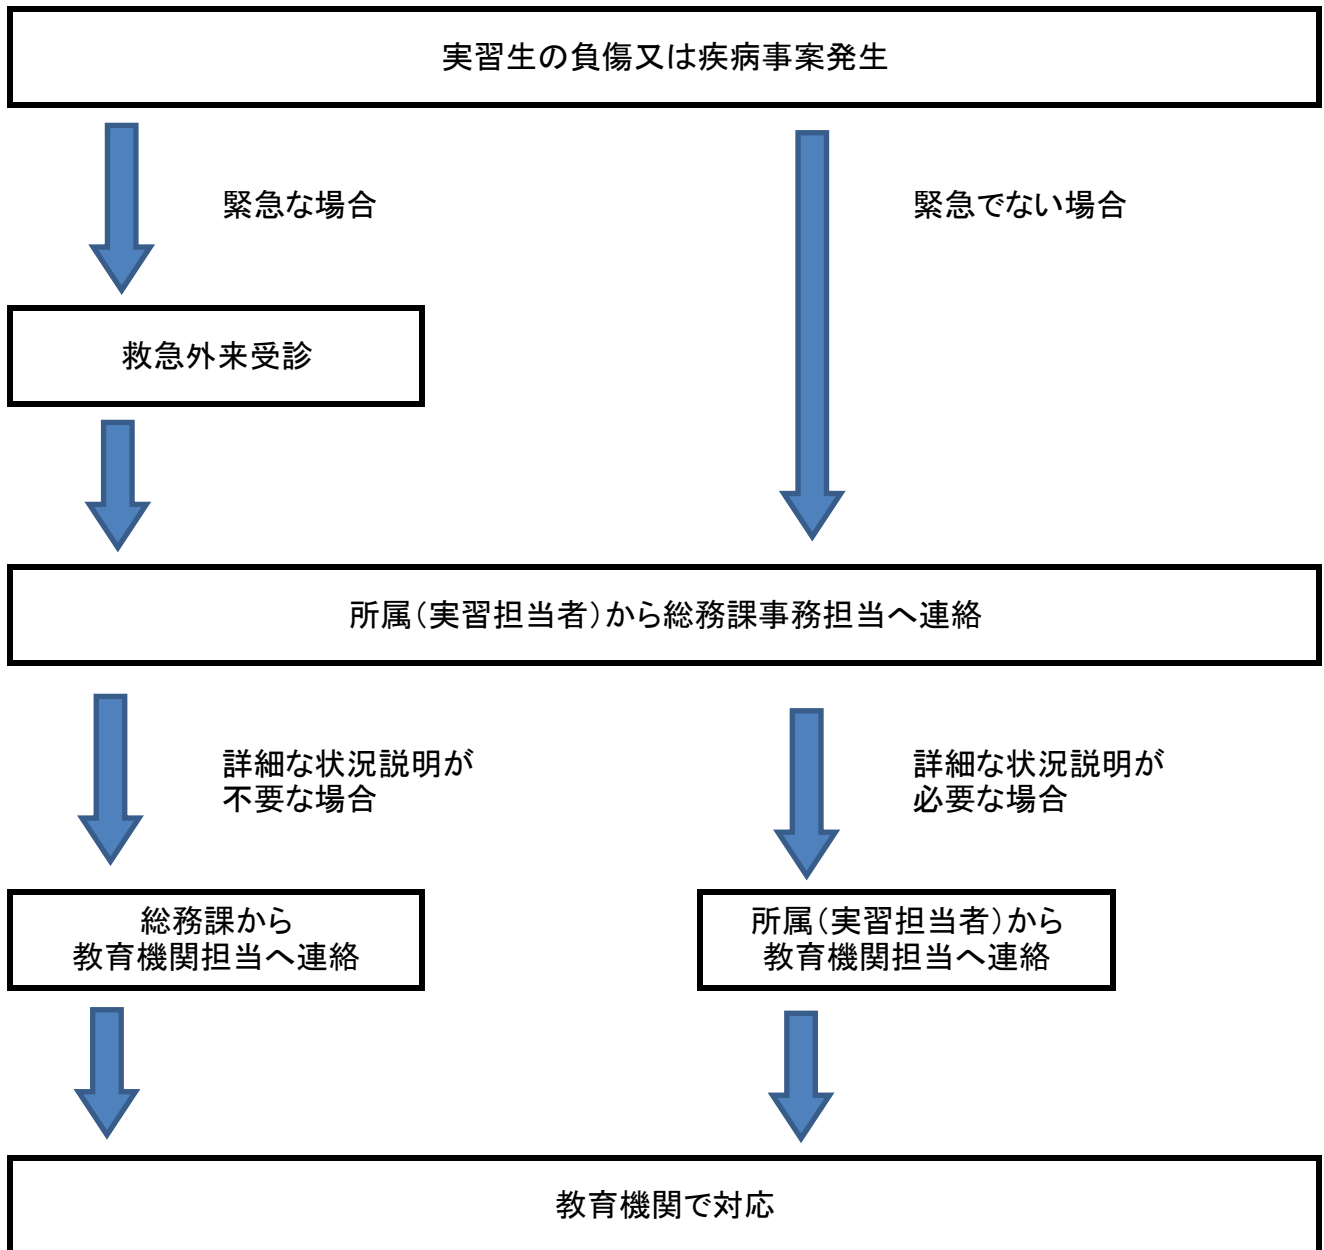 実習生の負傷又は疾病事案発生
緊急な場合
緊急でない場合
救急外来受診
所属（実習担当者）から総務課事務担当へ連絡
詳細な状況説明が
不要な場合
詳細な状況説明が
必要な場合
総務課から
教育機関担当へ連絡
所属（実習担当者）から
教育機関担当へ連絡
教育機関で対応